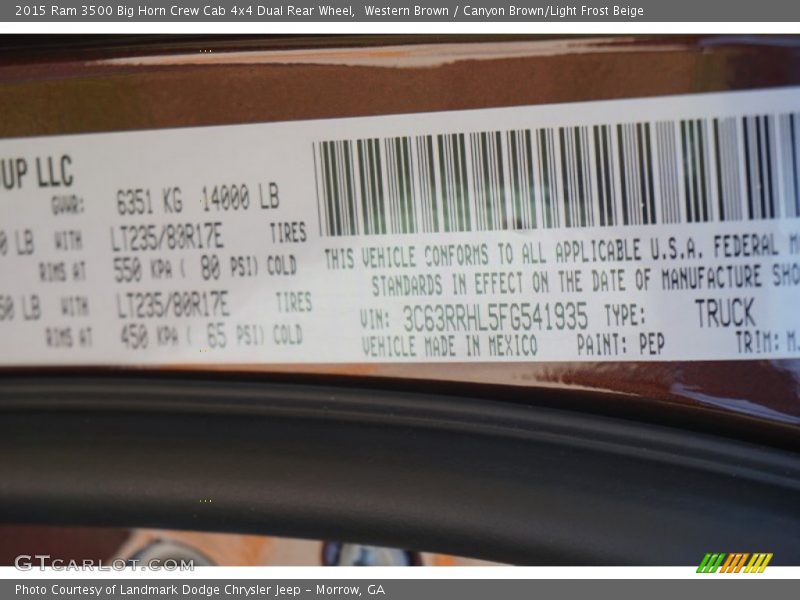 2015 Ram 3500 Big Horn Crew Cab 4x4 Dual Rear Wheel,  Western Brown / Canyon Brown/Light Frost Beige
UP LLC
GVWR: 6351 KG 14000 LB
0 LB WITH LT235/80R17E TIRES
RIMS AT 550 KPA ( 80 PSI) COLD
50 LB WITH LT235/80R17E TIRES
RIMS AT 450 KPA ( 65 PSI) COLD
THIS VEHICLE CONFORMS TO ALL APPLICABLE U.S.A. FEDERAL M
STANDARDS IN EFFECT ON THE DATE OF MANUFACTURE SHO
VIN: 3C63RRHL5FG541935 TYPE: TRUCK
VEHICLE MADE IN MEXICO PAINT: PEP TRIM:
GTCARLOT.COM
Photo Courtesy of Landmark Dodge Chrysler Jeep - Morrow, GA